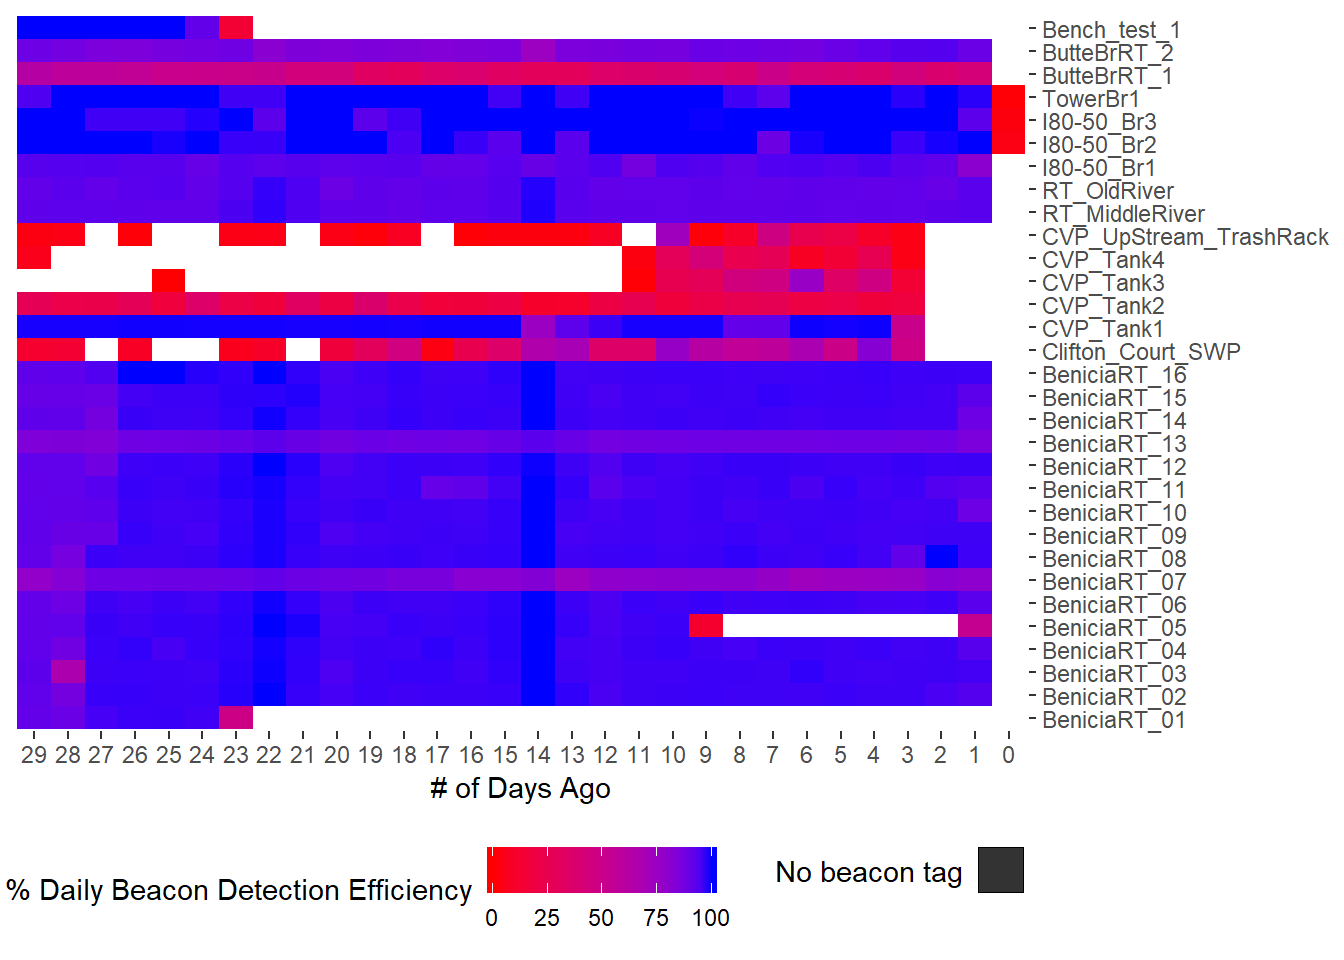 Bench_test_1
ButteBrRT_2
ButteBrRT_1
TowerBr1
I80-50_Br3
I80-50_Br2
I80-50_Br1
RT_OldRiver
RT_MiddleRiver
CVP_UpStream_TrashRack
CVP_Tank4
CVP_Tank3
CVP_Tank2
CVP_Tank1
Clifton_Court_SWP
BeniciaRT_16
BeniciaRT_15
BeniciaRT_14
BeniciaRT_13
BeniciaRT_12
BeniciaRT_11
BeniciaRT_10
BeniciaRT_09
BeniciaRT_08
BeniciaRT_07
BeniciaRT_06
BeniciaRT_05
BeniciaRT_04
BeniciaRT_03
BeniciaRT_02
BeniciaRT_01
29 28 27 26 25 24 23 22 21 20 19 18 17 16 15 14 13 12 11 10 9 8 7 6 5 4 3 2 1 0
# of Days Ago
% Daily Beacon Detection Efficiency
0 25 50 75 100
No beacon tag